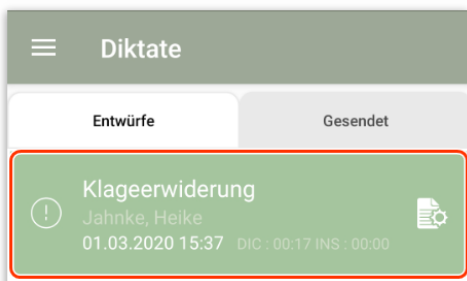 Diktate
Entwürfe Gesendet
Klageerwiderung
Jahnke, Heike
01.03.2020 15:37 DIC : 00:17 INS : 00:00